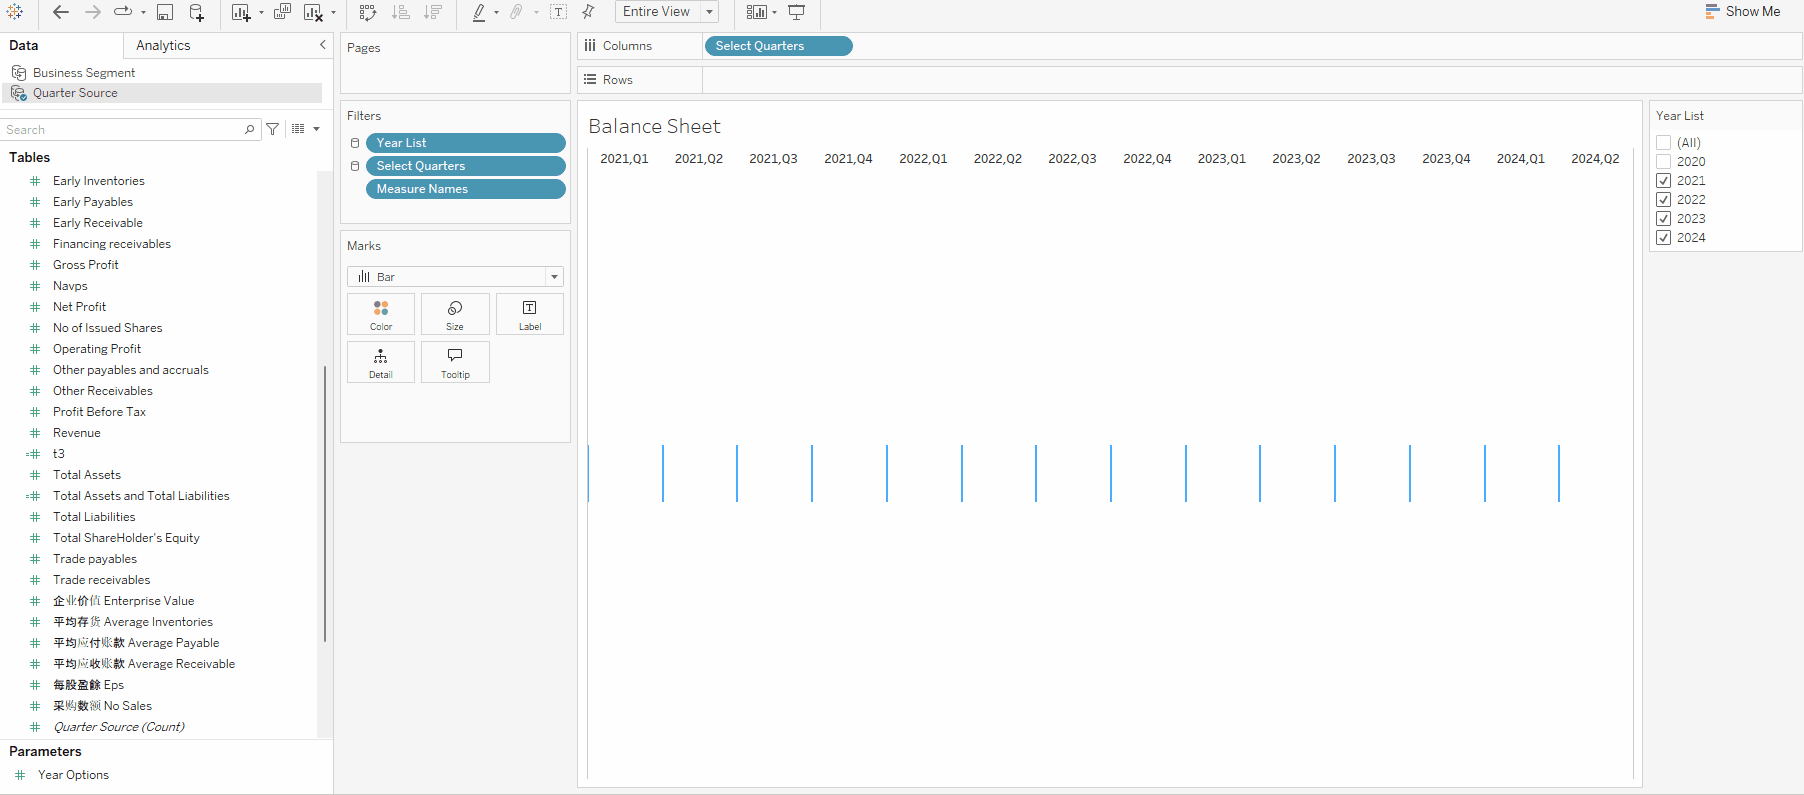 Entire View
Show Me
Data
Analytics
Business Segment
Quarter Source
Search
Tables
Early Inventories
Early Payables
Early Receivable
Financing receivables
Gross Profit
Navps
Net Profit
No of Issued Shares
Operating Profit
Other payables and accruals
Other Receivables
Profit Before Tax
Revenue
t3
Total Assets
Total Assets and Total Liabilities
Total Liabilities
Total ShareHolder's Equity
Trade payables
Trade receivables
企业价值 Enterprise Value
平均存货 Average Inventories
平均应付账款 Average Payable
平均应收账款 Average Receivable
每股盈餘 Eps
采购数额 No Sales
Quarter Source (Count)
Parameters
Year Options
Pages
Filters
Year List
Select Quarters
Measure Names
Marks
Bar
Color
Size
Label
Detail
Tooltip
Columns
Select Quarters
Rows
Balance Sheet
2021,Q1 2021,Q2 2021,Q3 2021,Q4 2022,Q1 2022,Q2 2022,Q3 2022,Q4 2023,Q1 2023,Q2 2023,Q3 2023,Q4 2024,Q1 2024,Q2
Year List
(All)
2020
2021
2022
2023
2024